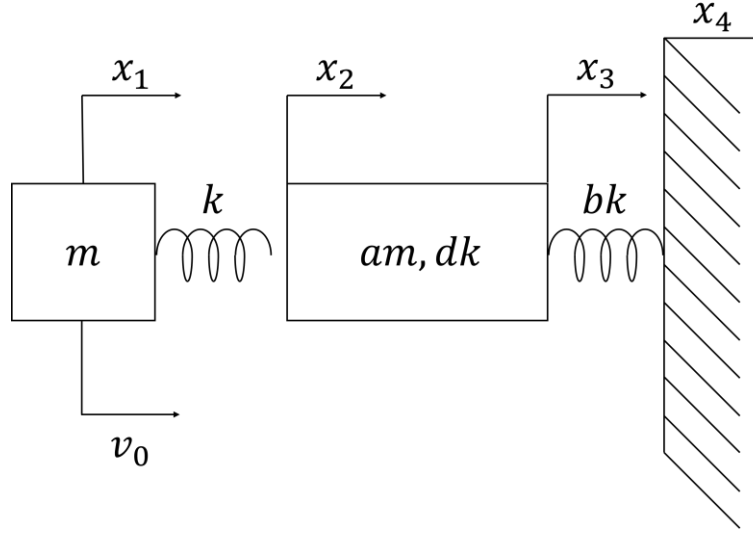 x₄
x₁ x₂ x₃
k bk
m am, dk
v₀